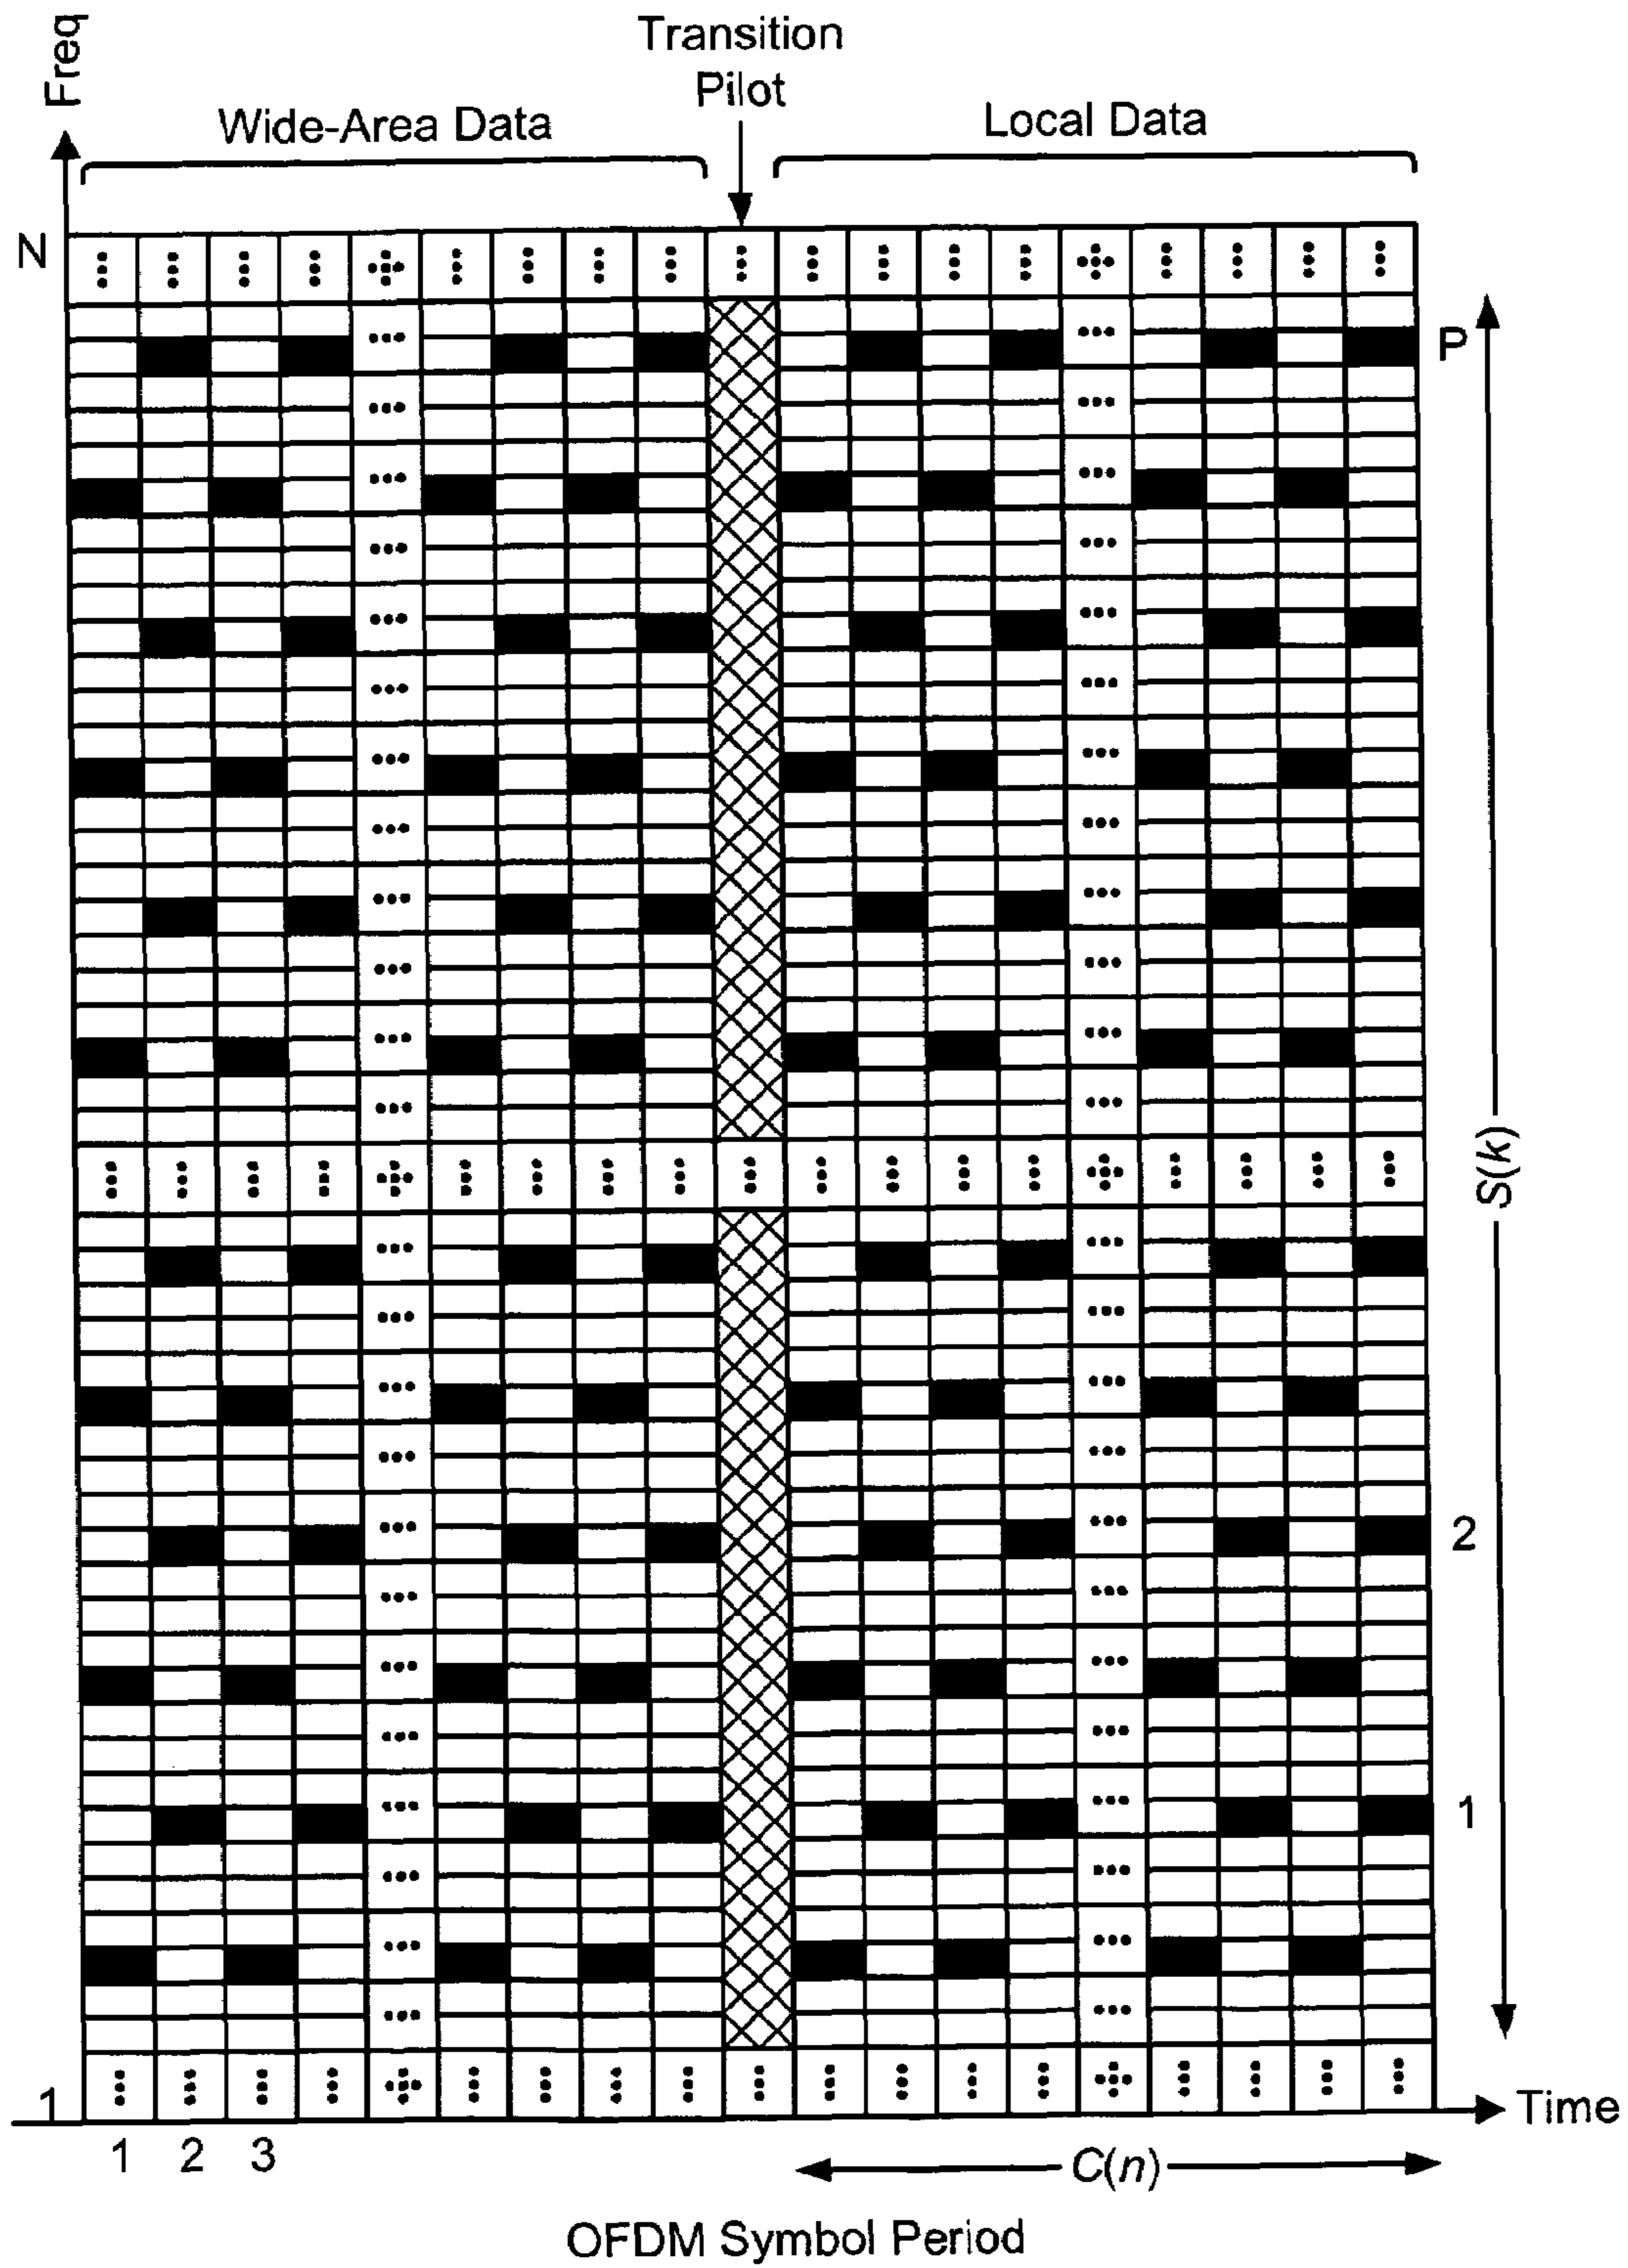 Freq
Transition
Pilot
Wide-Area Data
Local Data
N
P
S(k)
2
1
1
Time
1 2 3
C(n)
OFDM Symbol Period